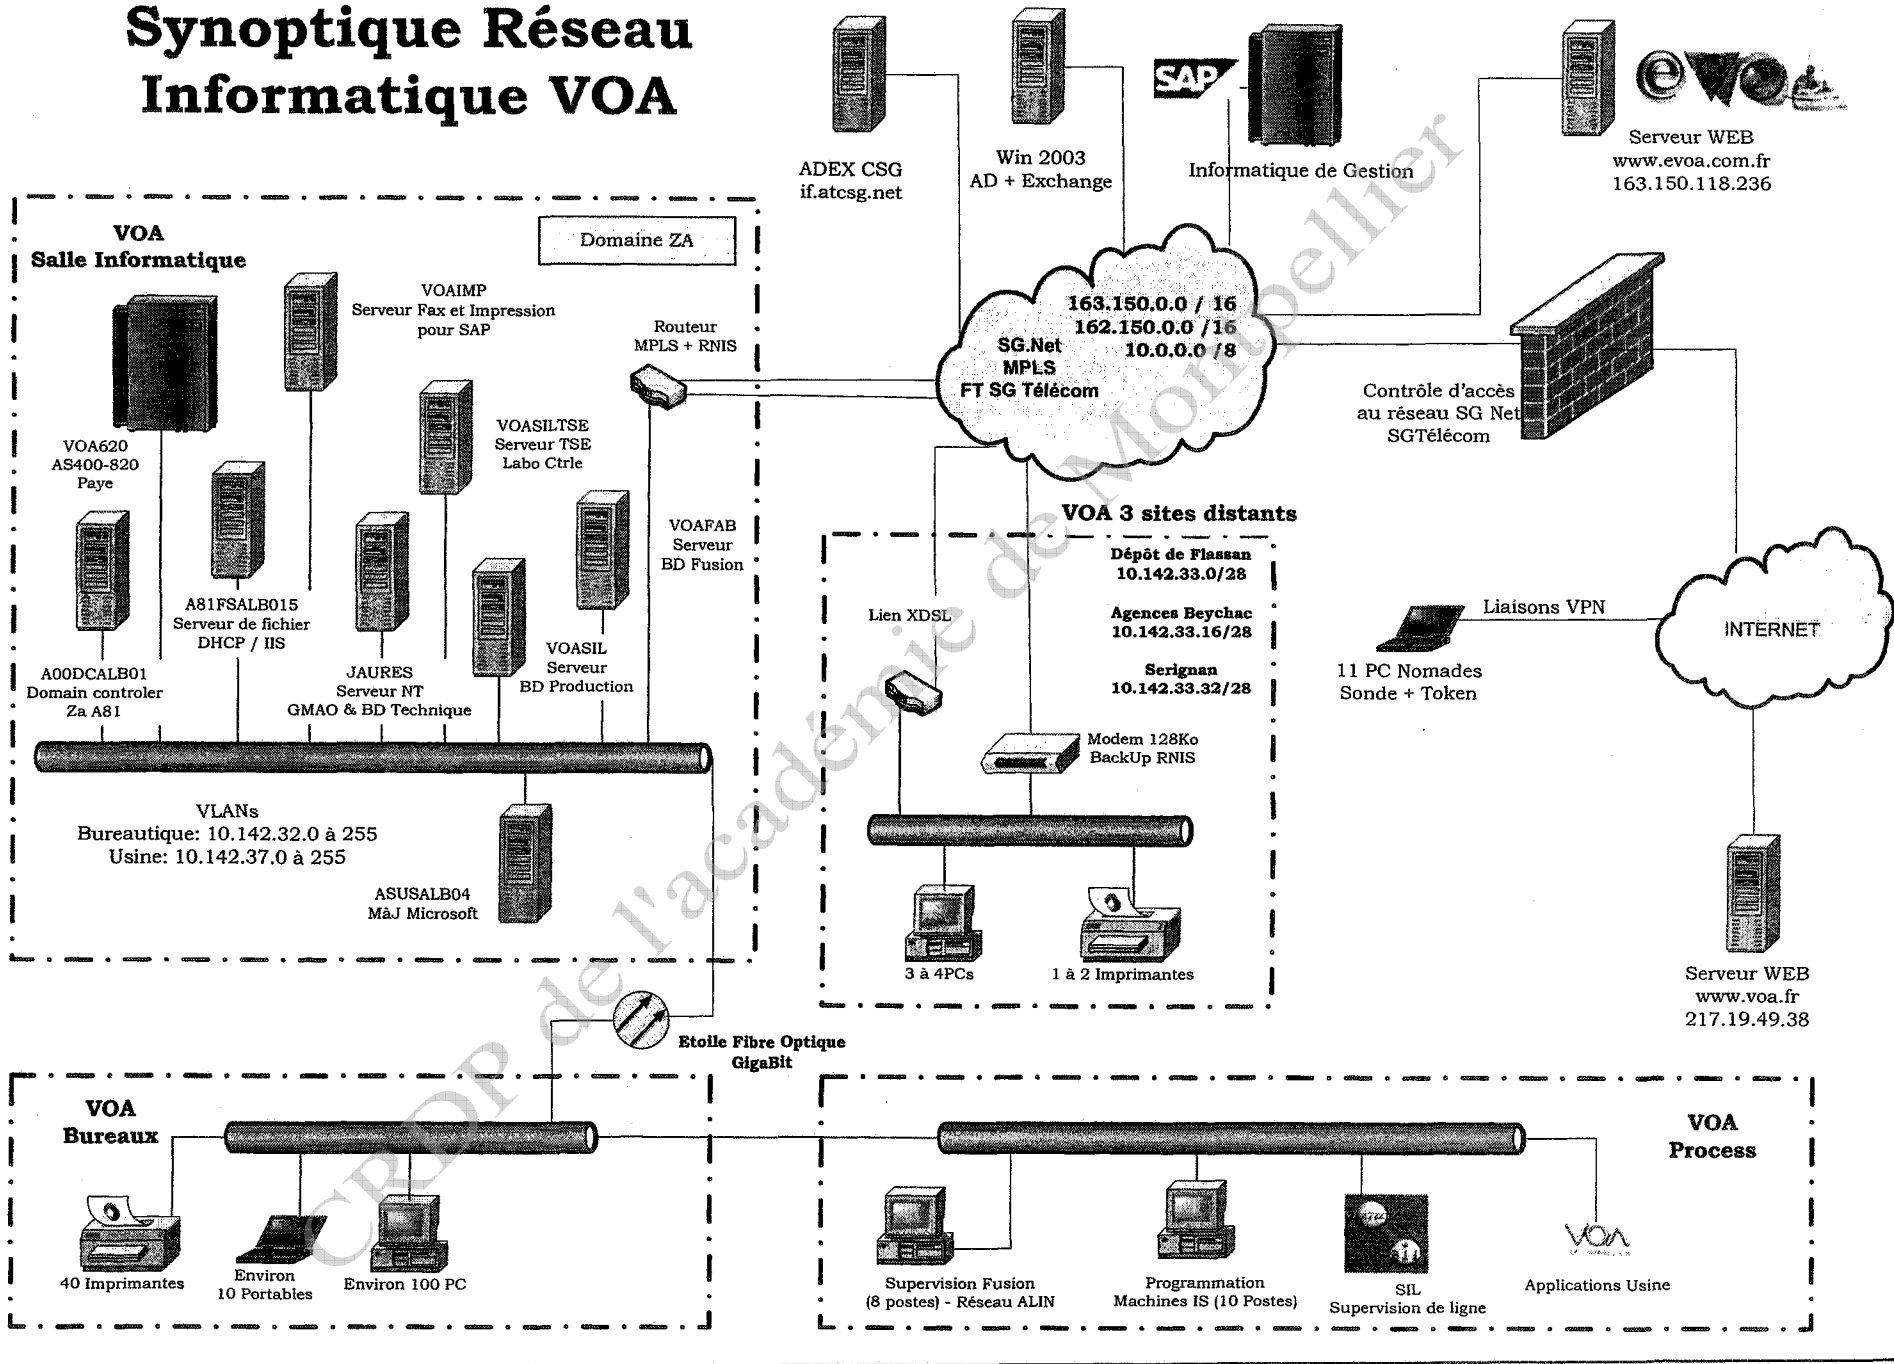 Synoptique Réseau
Informatique VOA
ADEX CSG
if.atcsg.net
Win 2003
AD + Exchange
SAP
Informatique de Gestion
Serveur WEB
www.evoa.com.fr
163.150.118.236
VOA
Salle Informatique
Domaine ZA
VOAIMP
Serveur Fax et Impression
pour SAP
Routeur
MPLS + RNIS
163.150.0.0 / 16
162.150.0.0 /16
10.0.0.0 /8
SG.Net
MPLS
FT SG Télécom
Contrôle d'accès
au réseau SG Net
SGTélécom
VOA620
AS400-820
Paye
VOASILTSE
Serveur TSE
Labo Ctrle
VOAFAB
Serveur
BD Fusion
A81FSALB015
Serveur de fichier
DHCP / IIS
A00DCALB01
Domain controler
Za A81
JAURES
Serveur NT
GMAO & BD Technique
VOASIL
Serveur
BD Production
VLANs
Bureautique: 10.142.32.0 à 255
Usine: 10.142.37.0 à 255
ASUSALB04
MàJ Microsoft
VOA 3 sites distants
Dépôt de Flassan
10.142.33.0/28
Agences Beychac
10.142.33.16/28
Serignan
10.142.33.32/28
Lien XDSL
Modem 128Ko
BackUp RNIS
3 à 4PCs
1 à 2 Imprimantes
Liaisons VPN
11 PC Nomades
Sonde + Token
INTERNET
Serveur WEB
www.voa.fr
217.19.49.38
Etoile Fibre Optique
GigaBit
VOA
Bureaux
40 Imprimantes
Environ
10 Portables
Environ 100 PC
VOA
Process
Supervision Fusion
(8 postes) - Réseau ALIN
Programmation
Machines IS (10 Postes)
SIL
Supervision de ligne
VOA
Applications Usine
CRDP de l'académie de Montpellier